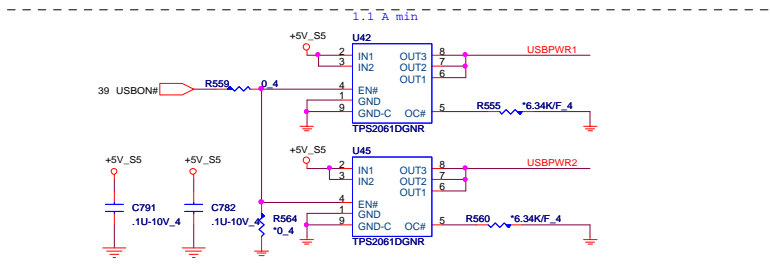 1.1 A min
+5V_S5
U42
2 IN1 OUT3 8 USBPWR1
3 IN2 OUT2 7
OUT1 6
39 USBON# R559 0_4 4 EN#
1 GND
9 GND-C OC# 5 R555 *6.34K/F_4
TPS2061DGNR
+5V_S5 +5V_S5 +5V_S5
U45
2 IN1 OUT3 8 USBPWR2
3 IN2 OUT2 7
OUT1 6
4 EN#
C791 C782 1 GND
.1U-10V_4 .1U-10V_4 R564 9 GND-C OC# 5 R560 *6.34K/F_4
*0_4 TPS2061DGNR